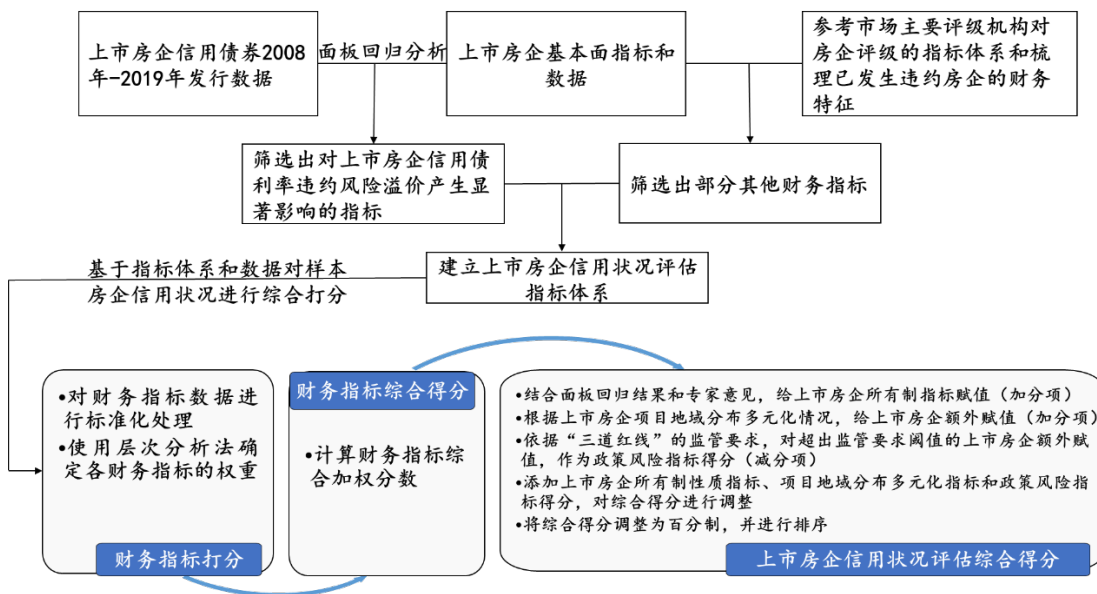 上市房企信用债券2008
年-2019年发行数据
面板回归分析
上市房企基本面指标和
数据
参考市场主要评级机构对
房企评级的指标体系和梳
理已发生违约房企的财务
特征
筛选出对上市房企信用债
利率违约风险溢价产生显
著影响的指标
筛选出部分其他财务指标
基于指标体系和数据对样本
房企信用状况进行综合打分
建立上市房企信用状况评估
指标体系
•对财务指标数据进
行标准化处理
•使用层次分析法确
定各财务指标的权重
财务指标打分
财务指标综合得分
•计算财务指标综
合加权分数
•结合面板回归结果和专家意见，给上市房企所有制指标赋值（加分项）
•根据上市房企项目地域分布多元化情况，给上市房企额外赋值（加分项）
•依据“三道红线”的监管要求，对超出监管要求阈值的上市房企额外赋
值，作为政策风险指标得分（减分项）
•添加上市房企所有制性质指标、项目地域分布多元化指标和政策风险指
标得分，对综合得分进行调整
•将综合得分调整为百分制，并进行排序
上市房企信用状况评估综合得分